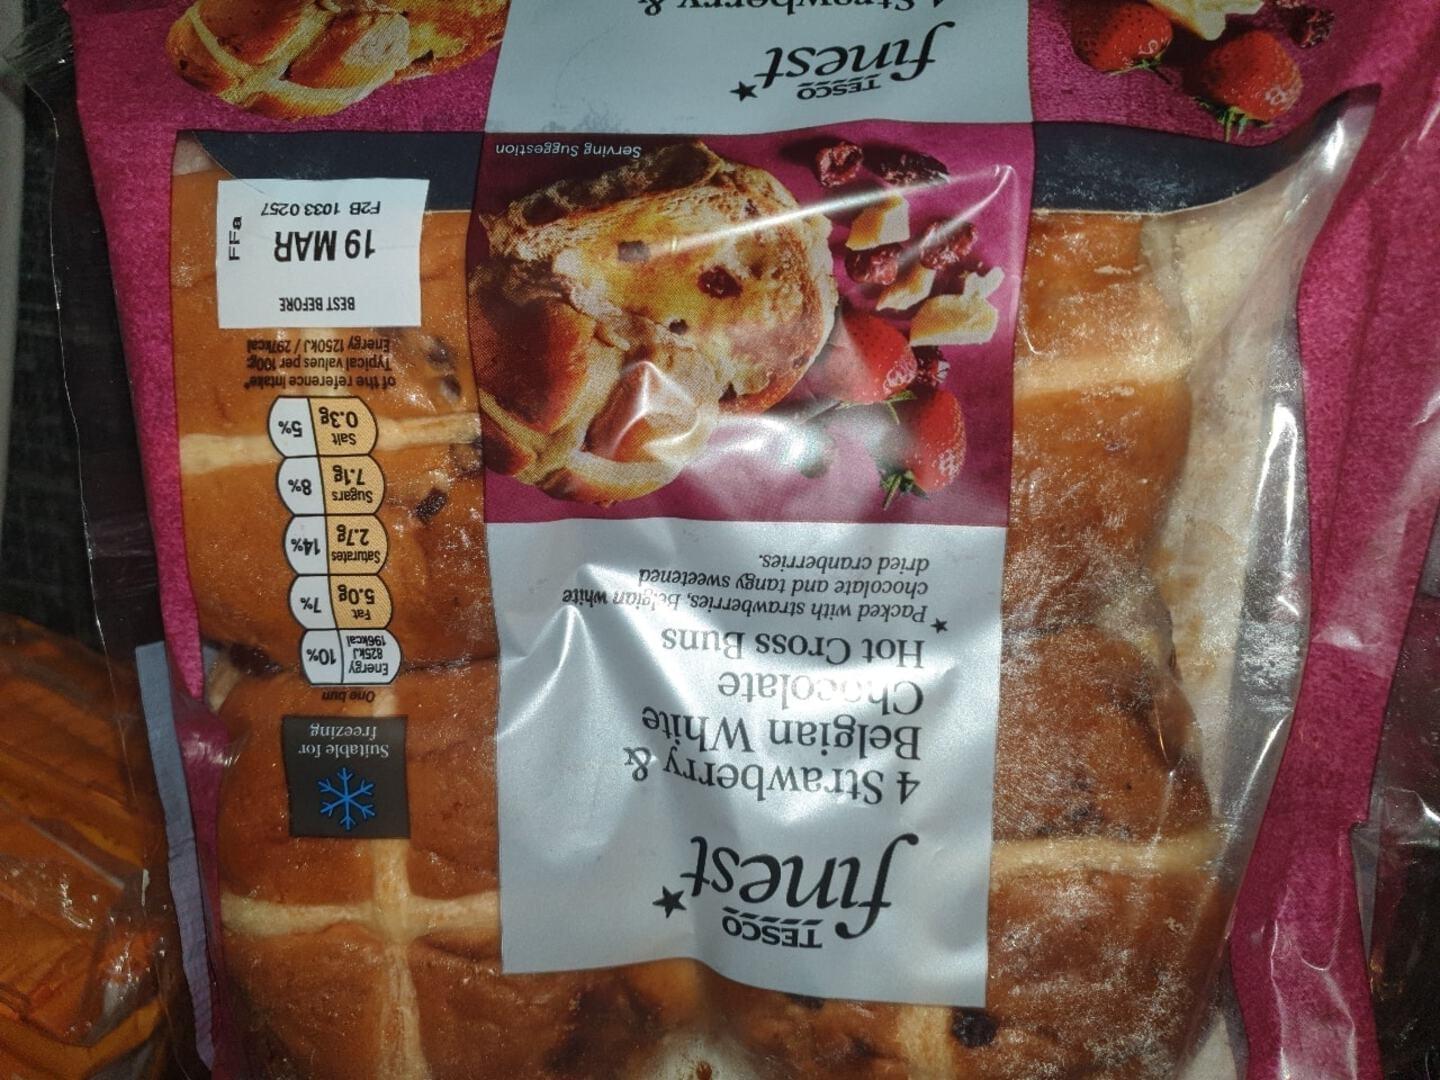 TESCO
finest
4 Strawberry &
Belgian White
Chocolate
Hot Cross Buns
Packed with strawberries, belgian white
chocolate and tangy sweetened
dried cranberries.
Serving Suggestion
TESCO
finest
4 Strawberry &
Suitable for
freezing
One bun
Energy
825kJ
196kcal
10%
Fat
5.0g
7%
Saturates
2.7g
14%
Sugars
7.1g
8%
Salt
0.3g
5%
of the reference intake*
Typical values per 100g:
Energy 1250kJ / 297kcal
BEST BEFORE
19 MAR
F2B 1033 0257
FFa